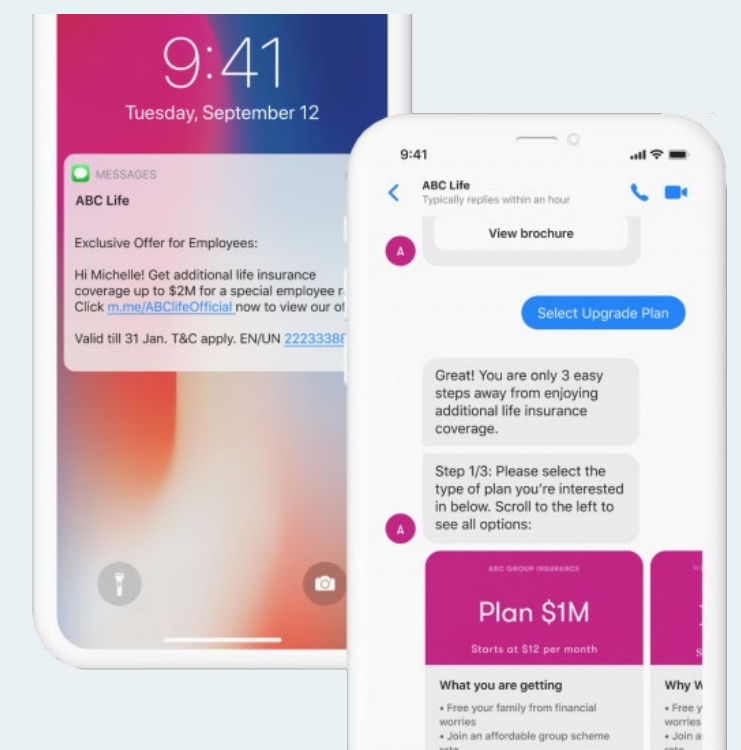 9:41
Tuesday, September 12
MESSAGES
ABC Life
Exclusive Offer for Employees:
Hi Michelle! Get additional life insurance
coverage up to $2M for a special employee
Click m.me/ABClifeOfficial now to view our
Valid till 31 Jan. T&C apply. EN/UN 22233388
9:41
ABC Life
Typically replies within an hour
View brochure
A
Select Upgrade Plan
Great! You are only 3 easy
steps away from enjoying
additional life insurance
coverage.
Step 1/3: Please select the
type of plan you're interested
in below. Scroll to the left to
see all options:
A
ABC GROUP INSURANCE
Plan $1M
Starts at $12 per month
What you are getting
• Free your family from financial
worries
• Join an affordable group scheme
rate
Why
• Free
worries
• Join